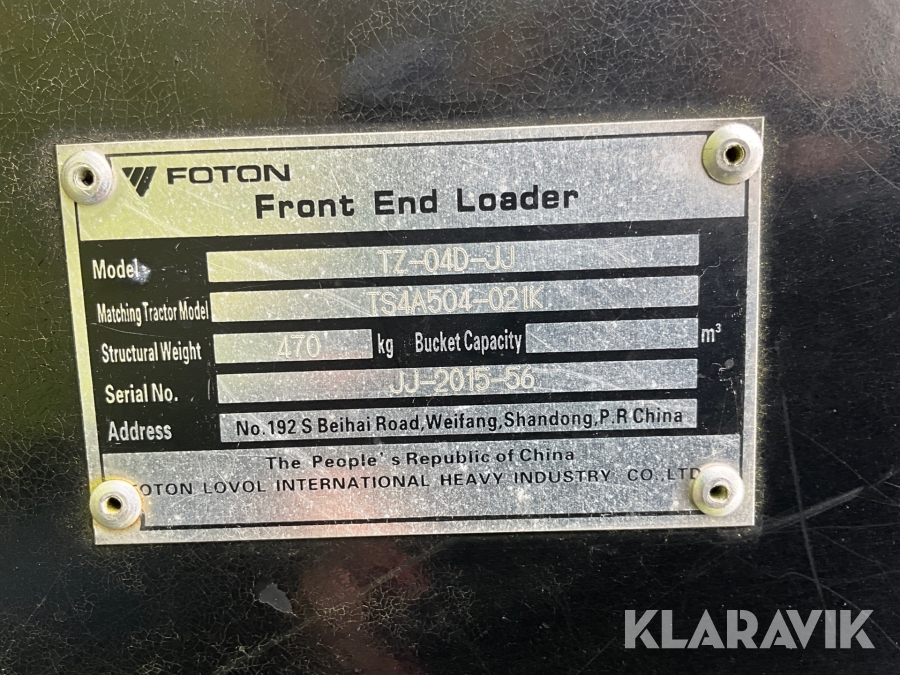 FOTON
Front End Loader
Model TZ-04D-JJ
Matching Tractor Model TS4A504-021K
Structural Weight 470 kg Bucket Capacity m³
Serial No. JJ-2015-56
Address No.192 S Beihai Road,Weifang,Shandong,P.R China
The People's Republic of China
FOTON LOVOL INTERNATIONAL HEAVY INDUSTRY CO.,LTD
KLARAVIK